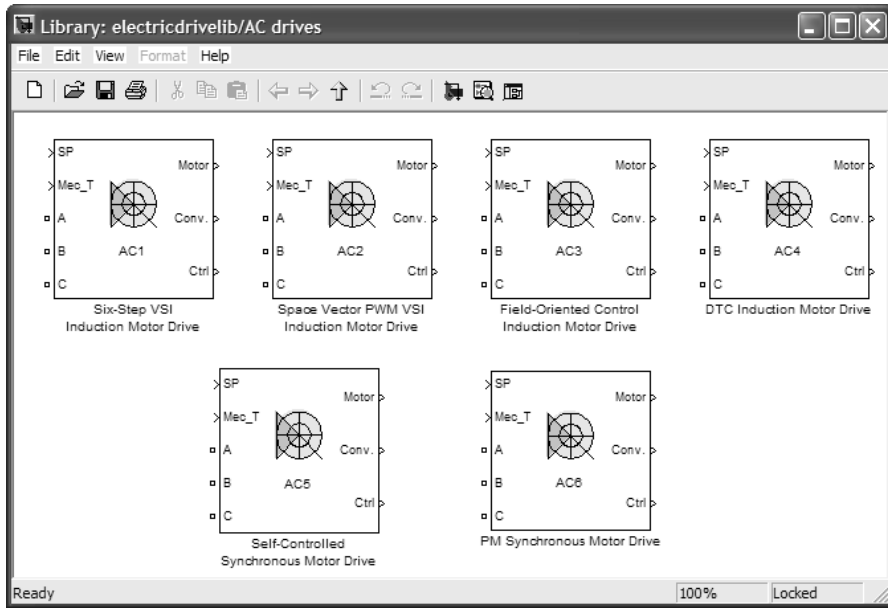 Library: electricdrivelib/AC drives
File Edit View Format Help
SP
Mec_T
A
B
C
Motor
Conv.
Ctrl
AC1
Six-Step VSI
Induction Motor Drive
SP
Mec_T
A
B
C
Motor
Conv.
Ctrl
AC2
Space Vector PWM VSI
Induction Motor Drive
SP
Mec_T
A
B
C
Motor
Conv.
Ctrl
AC3
Field-Oriented Control
Induction Motor Drive
SP
Mec_T
A
B
C
Motor
Conv.
Ctrl
AC4
DTC Induction Motor Drive
SP
Mec_T
A
B
C
Motor
Conv.
Ctrl
AC5
Self-Controlled
Synchronous Motor Drive
SP
Mec_T
A
B
C
Motor
Conv.
Ctrl
AC6
PM Synchronous Motor Drive
Ready 100% Locked